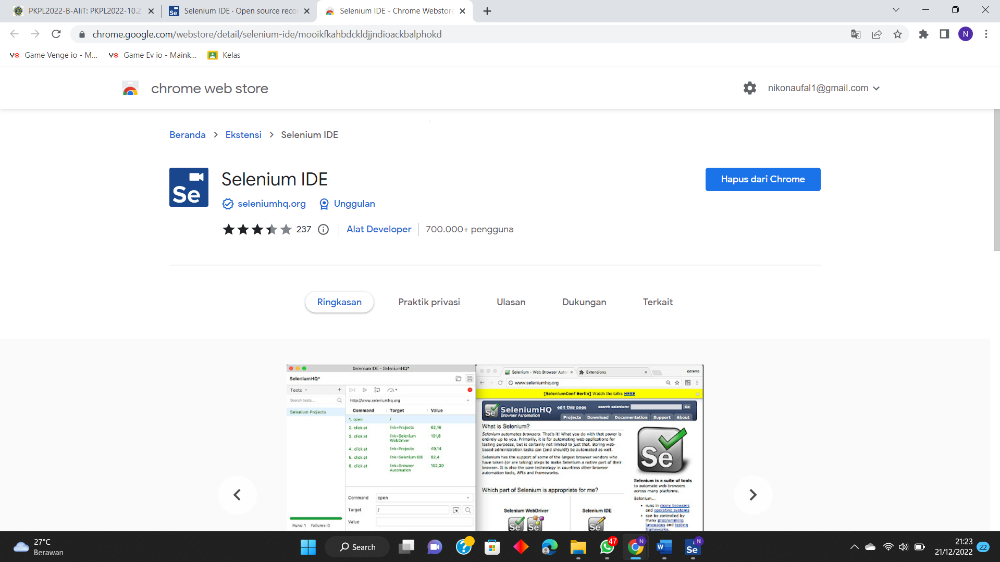 PKPL2022-B-AliT: PKPL2022-10.2
Selenium IDE · Open source reco
Selenium IDE - Chrome Webstore
chrome.google.com/webstore/detail/selenium-ide/mooikfkahbdckldjjndioackbalphokd
N
Game Venge io - M...
Game Ev io - Maink...
Kelas
chrome web store
nikonaufal1@gmail.com
Beranda > Ekstensi > Selenium IDE
Se
Selenium IDE
Hapus dari Chrome
seleniumhq.org
Unggulan
237
Alat Developer
700.000+ pengguna
Ringkasan
Praktik privasi
Ulasan
Dukungan
Terkait
Selenium IDE - SeleniumHQ*
SeleniumHQ*
Tests
Search tests...
http://www.seleniumhq.org
Selenium Projects
Command Target Value
1. open /
2. click at link=Projects 62,16
3. click at link=Selenium WebDriver 101,8
4. click at link=Projects 49,14
5. click at link=Selenium IDE 82,4
6. click at link=Browser Automation 162,30
Command open
Target /
Value
Runs: 1 Failures: 0
Selenium - Web Browser Auto
Extensions
www.seleniumhq.org
[SeleniumConf Berlin] Watch the talks HERE
SeleniumHQ
Browser Automation
edit this page
search selenium:
Go
Projects Download Documentation Support About
What is Selenium?
Selenium automates browsers. That's it! What you do with that power is
entirely up to you. Primarily, it is for automating web applications for
testing purposes, but is certainly not limited to just that. Boring web-
based administration tasks can (and should!) be automated as well.
Selenium has the support of some of the largest browser vendors who
have taken (or are taking) steps to make Selenium a native part of their
browser. It is also the core technology in countless other browser
automation tools, APIs and frameworks.
Which part of Selenium is appropriate for me?
Selenium WebDriver
Selenium IDE
Se
Selenium is a suite of tools
to automate web browsers
across many platforms.
Selenium...
runs in many browsers
and operating systems
can be controlled by
many programming
languages and testing
frameworks.
27°C
Berawan
Search
47
21:23
21/12/2022
22